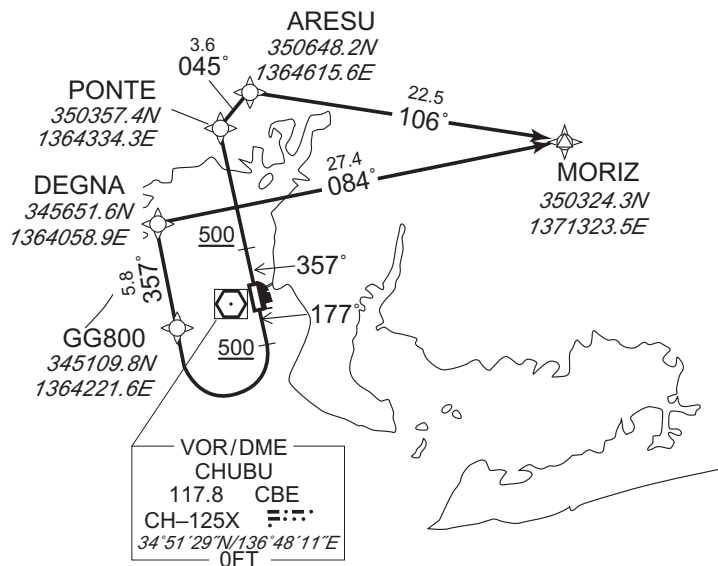 ARESU
350648.2N
1364615.6E
3.6
045°
PONTE
350357.4N
1364334.3E
22.5
106°
27.4
084°
MORIZ
350324.3N
1371323.5E
DEGNA
345651.6N
1364058.9E
500
357°
5.8
357°
177°
GG800
345109.8N
1364221.6E
500
VOR/DME
CHUBU
117.8 CBE
CH–125X
34°51′29″N/136°48′11″E
0FT